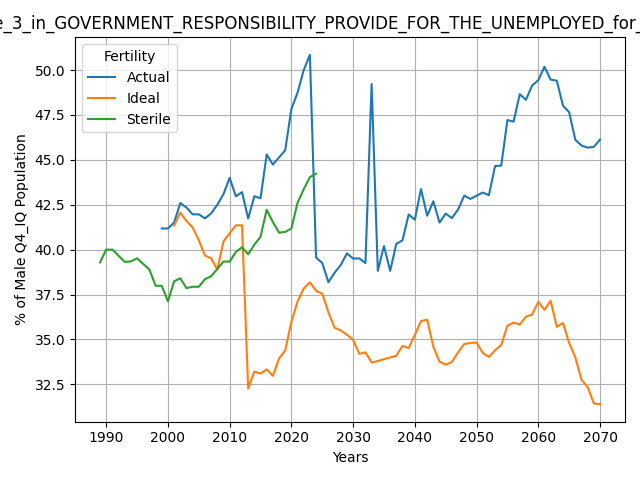 e_3_in_GOVERNMENT_RESPONSIBILITY_PROVIDE_FOR_THE_UNEMPLOYED_for_
Fertility
Actual
Ideal
Sterile
% of Male Q4_IQ Population
50.0
47.5
45.0
42.5
40.0
37.5
35.0
32.5
1990 2000 2010 2020 2030 2040 2050 2060 2070
Years